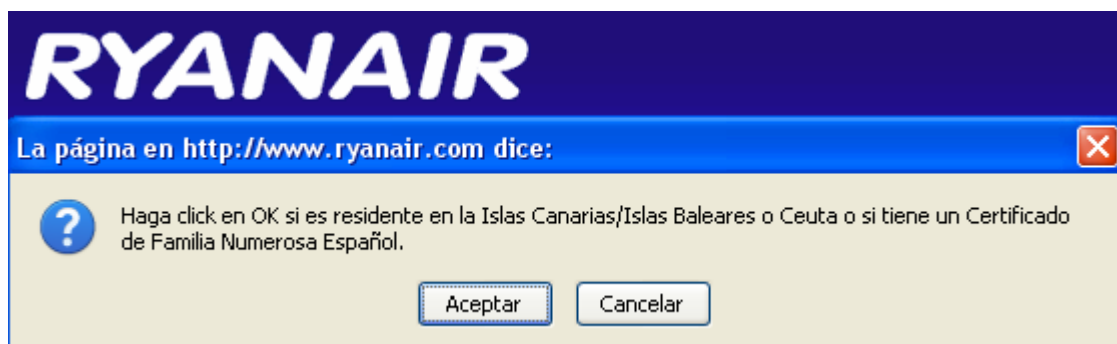 RYANAIR
La página en http://www.ryanair.com dice:
Haga click en OK si es residente en la Islas Canarias/Islas Baleares o Ceuta o si tiene un Certificado
de Familia Numerosa Español.
Aceptar Cancelar